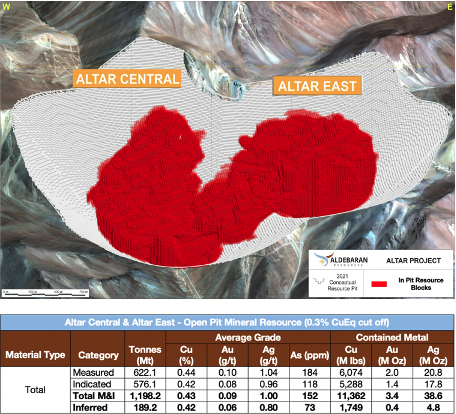 W
E
ALTAR CENTRAL
ALTAR EAST
ALDEBARAN
RESOURCES
ALTAR PROJECT
2021
Conceptual
Resource Pit
In Pit Resource
Blocks
Altar Central & Altar East - Open Pit Mineral Resource (0.3% CuEq cut off)
Material Type Category Tonnes (Mt) Average Grade Contained Metal
Cu (%) Au (g/t) Ag (g/t) As (ppm) Cu (M lbs) Au (M Oz) Ag (M Oz)
Total
Measured 622.1 0.44 0.10 1.04 184 6,074 2.0 20.8
Indicated 576.1 0.42 0.08 0.96 118 5,288 1.4 17.8
Total M&I 1,198.2 0.43 0.09 1.00 152 11,362 3.4 38.6
Inferred 189.2 0.42 0.06 0.80 73 1,749 0.4 4.8